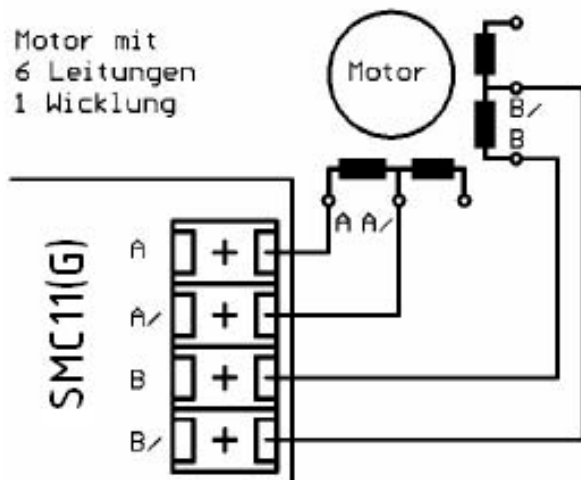 Motor mit
6 Leitungen
1 Wicklung
Motor
B/
B
A A/
SMC11(G)
A
A/
B
B/